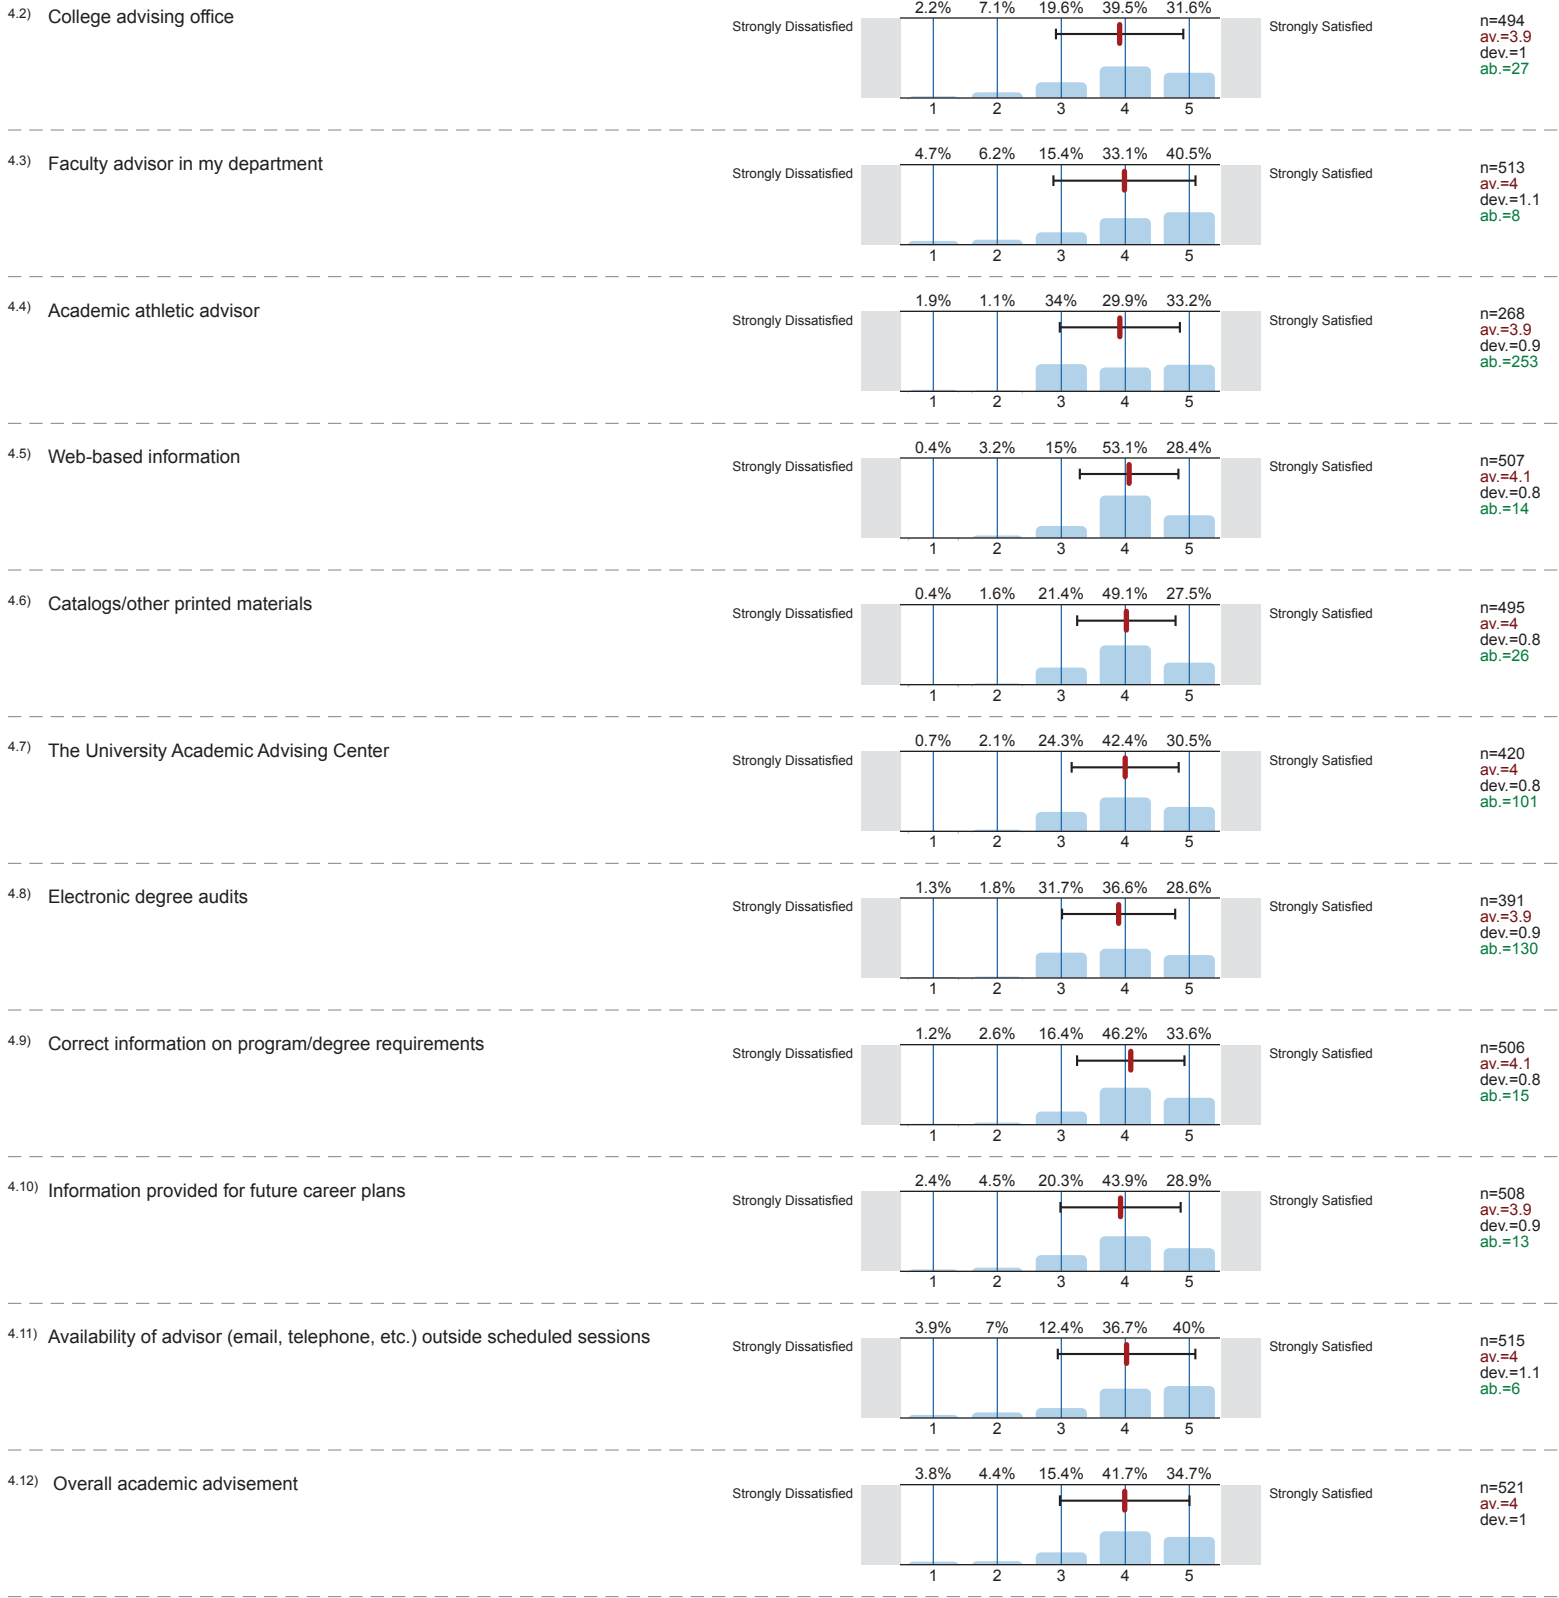 4.2) College advising office
2.2% 7.1% 19.6% 39.5% 31.6%
Strongly Dissatisfied
Strongly Satisfied
1 2 3 4 5
n=494
av.=3.9
dev.=1
ab.=27
4.3) Faculty advisor in my department
4.7% 6.2% 15.4% 33.1% 40.5%
Strongly Dissatisfied
Strongly Satisfied
1 2 3 4 5
n=513
av.=4
dev.=1.1
ab.=8
4.4) Academic athletic advisor
1.9% 1.1% 34% 29.9% 33.2%
Strongly Dissatisfied
Strongly Satisfied
1 2 3 4 5
n=268
av.=3.9
dev.=0.9
ab.=253
4.5) Web-based information
0.4% 3.2% 15% 53.1% 28.4%
Strongly Dissatisfied
Strongly Satisfied
1 2 3 4 5
n=507
av.=4.1
dev.=0.8
ab.=14
4.6) Catalogs/other printed materials
0.4% 1.6% 21.4% 49.1% 27.5%
Strongly Dissatisfied
Strongly Satisfied
1 2 3 4 5
n=495
av.=4
dev.=0.8
ab.=26
4.7) The University Academic Advising Center
0.7% 2.1% 24.3% 42.4% 30.5%
Strongly Dissatisfied
Strongly Satisfied
1 2 3 4 5
n=420
av.=4
dev.=0.8
ab.=101
4.8) Electronic degree audits
1.3% 1.8% 31.7% 36.6% 28.6%
Strongly Dissatisfied
Strongly Satisfied
1 2 3 4 5
n=391
av.=3.9
dev.=0.9
ab.=130
4.9) Correct information on program/degree requirements
1.2% 2.6% 16.4% 46.2% 33.6%
Strongly Dissatisfied
Strongly Satisfied
1 2 3 4 5
n=506
av.=4.1
dev.=0.8
ab.=15
4.10) Information provided for future career plans
2.4% 4.5% 20.3% 43.9% 28.9%
Strongly Dissatisfied
Strongly Satisfied
1 2 3 4 5
n=508
av.=3.9
dev.=0.9
ab.=13
4.11) Availability of advisor (email, telephone, etc.) outside scheduled sessions
3.9% 7% 12.4% 36.7% 40%
Strongly Dissatisfied
Strongly Satisfied
1 2 3 4 5
n=515
av.=4
dev.=1.1
ab.=6
4.12) Overall academic advisement
3.8% 4.4% 15.4% 41.7% 34.7%
Strongly Dissatisfied
Strongly Satisfied
1 2 3 4 5
n=521
av.=4
dev.=1